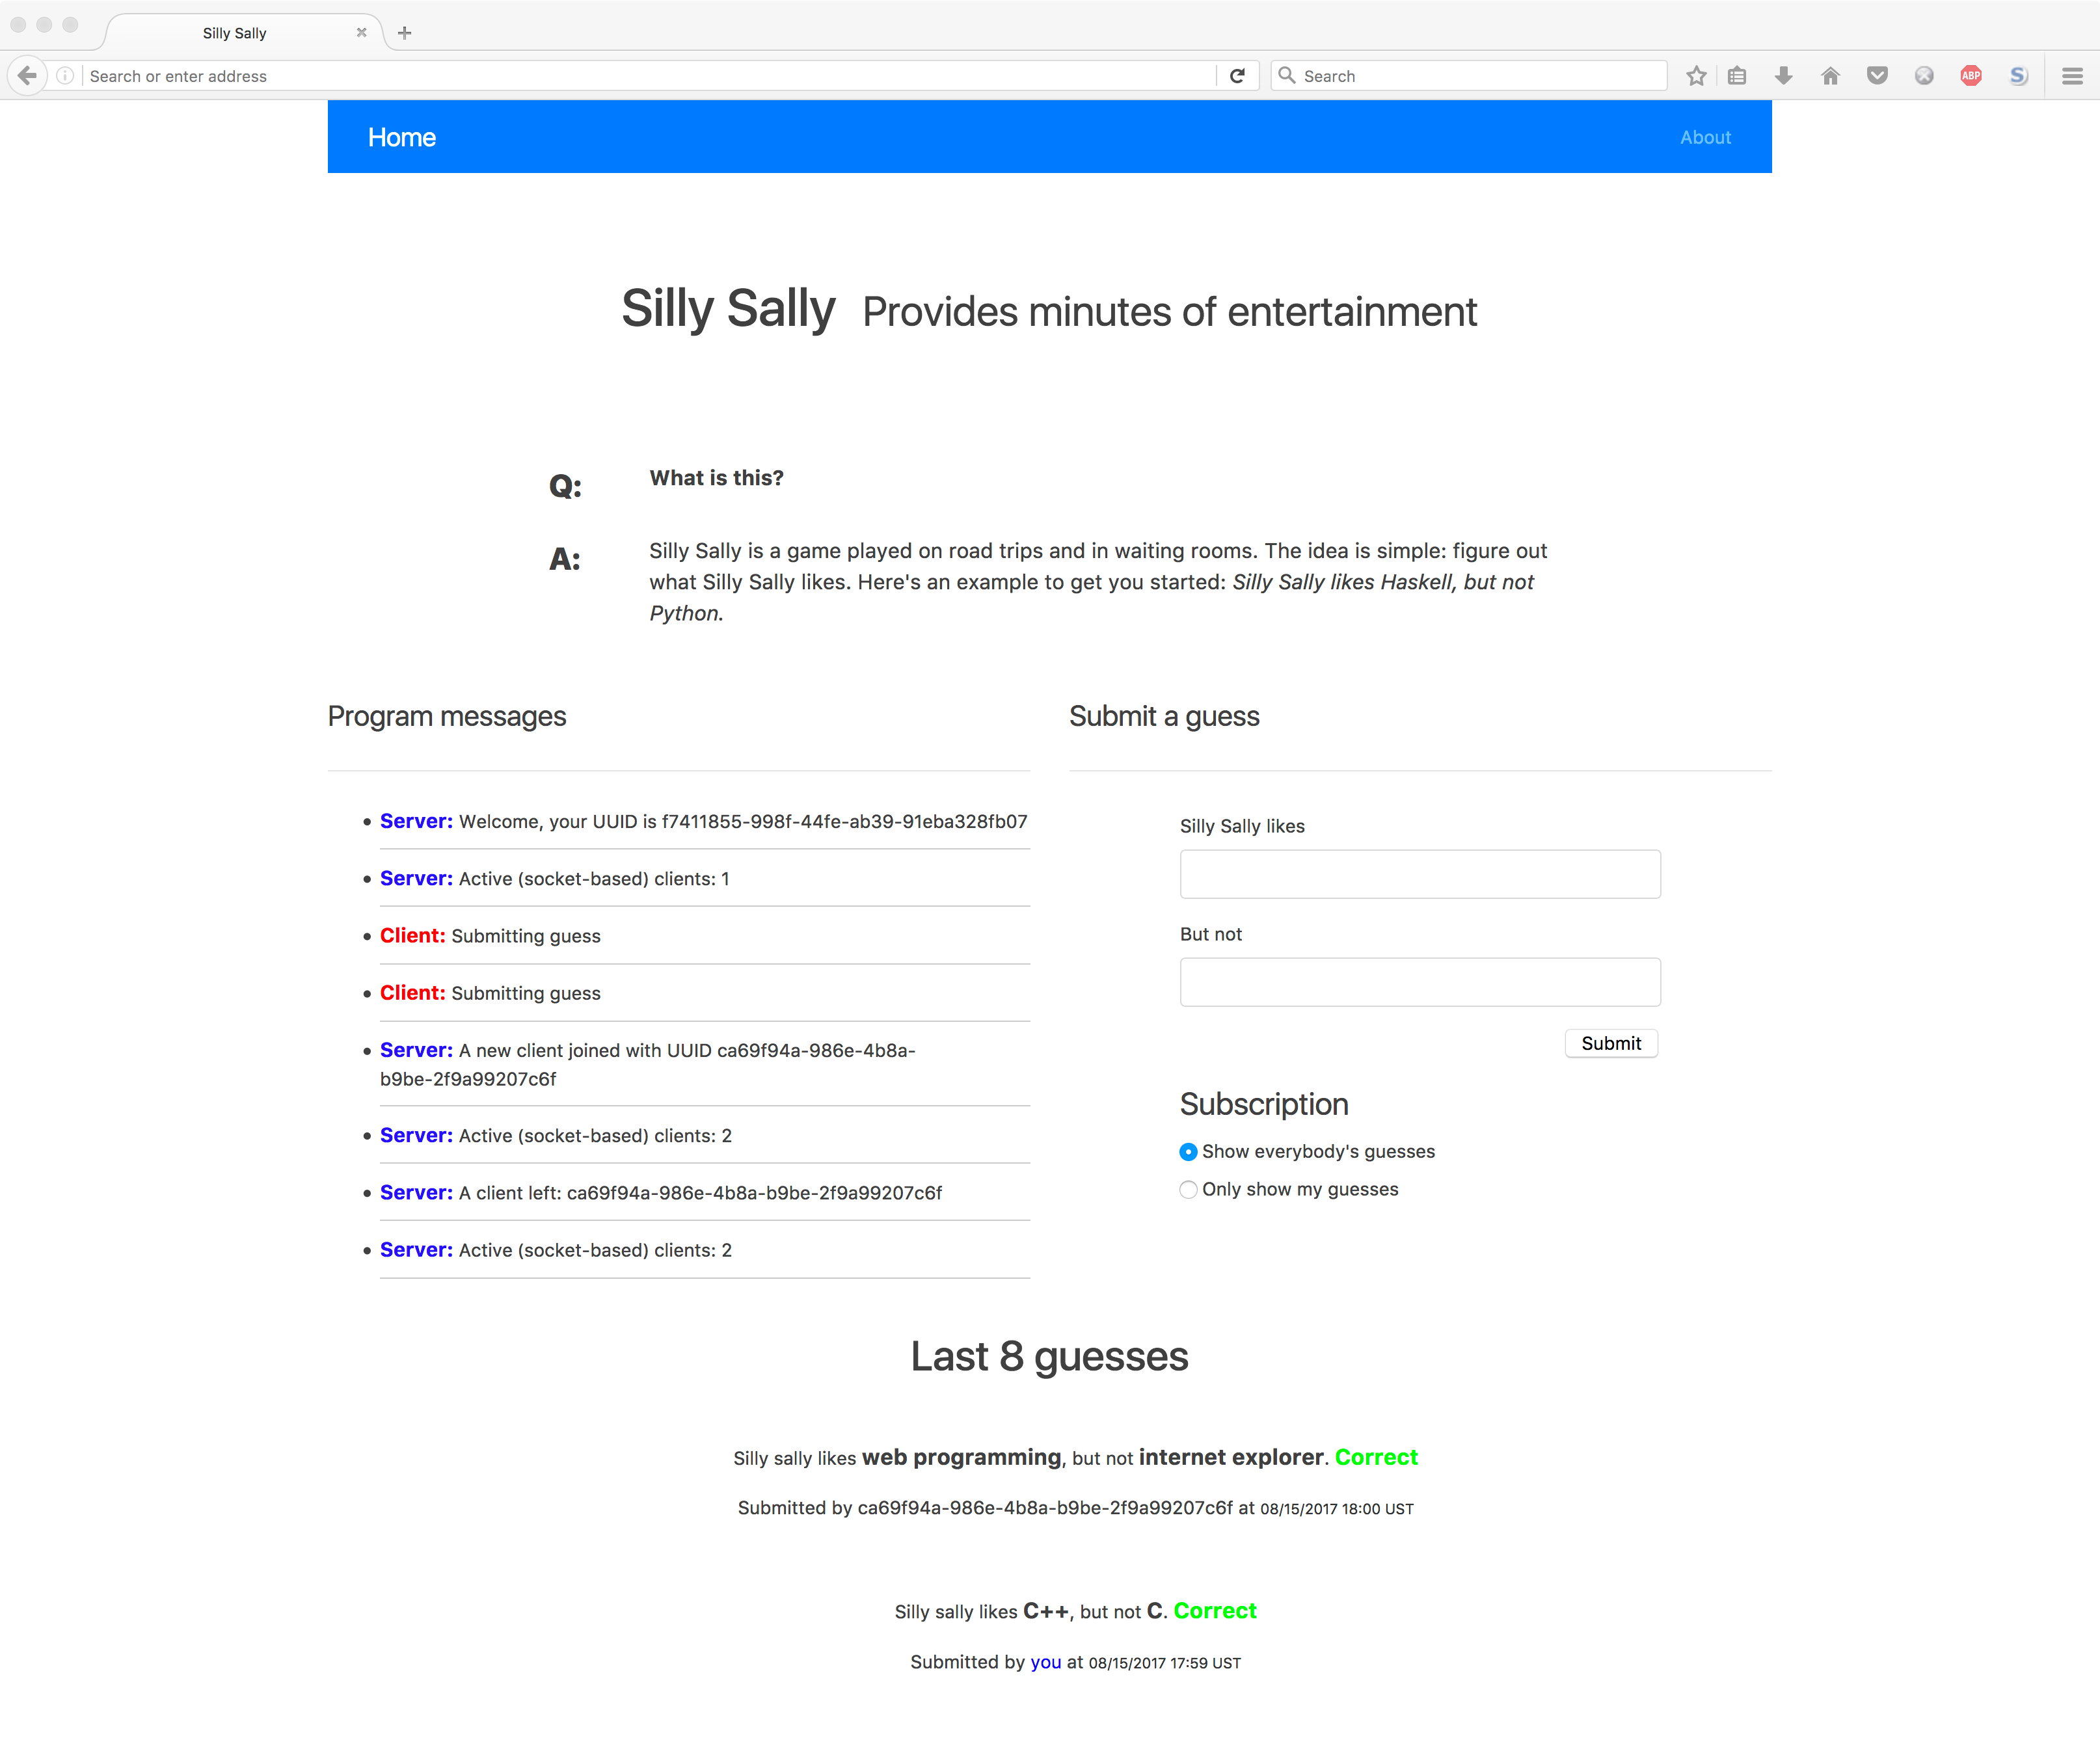 Silly Sally
Search or enter address
Search
ABP
S
Home
About
Silly Sally Provides minutes of entertainment
Q: What is this?
A: Silly Sally is a game played on road trips and in waiting rooms. The idea is simple: figure out
what Silly Sally likes. Here's an example to get you started: Silly Sally likes Haskell, but not
Python.
Program messages
Server: Welcome, your UUID is f7411855-998f-44fe-ab39-91eba328fb07
Server: Active (socket-based) clients: 1
Client: Submitting guess
Client: Submitting guess
Server: A new client joined with UUID ca69f94a-986e-4b8a-
b9be-2f9a99207c6f
Server: Active (socket-based) clients: 2
Server: A client left: ca69f94a-986e-4b8a-b9be-2f9a99207c6f
Server: Active (socket-based) clients: 2
Submit a guess
Silly Sally likes
But not
Submit
Subscription
Show everybody's guesses
Only show my guesses
Last 8 guesses
Silly sally likes web programming, but not internet explorer. Correct
Submitted by ca69f94a-986e-4b8a-b9be-2f9a99207c6f at 08/15/2017 18:00 UST
Silly sally likes C++, but not C. Correct
Submitted by you at 08/15/2017 17:59 UST